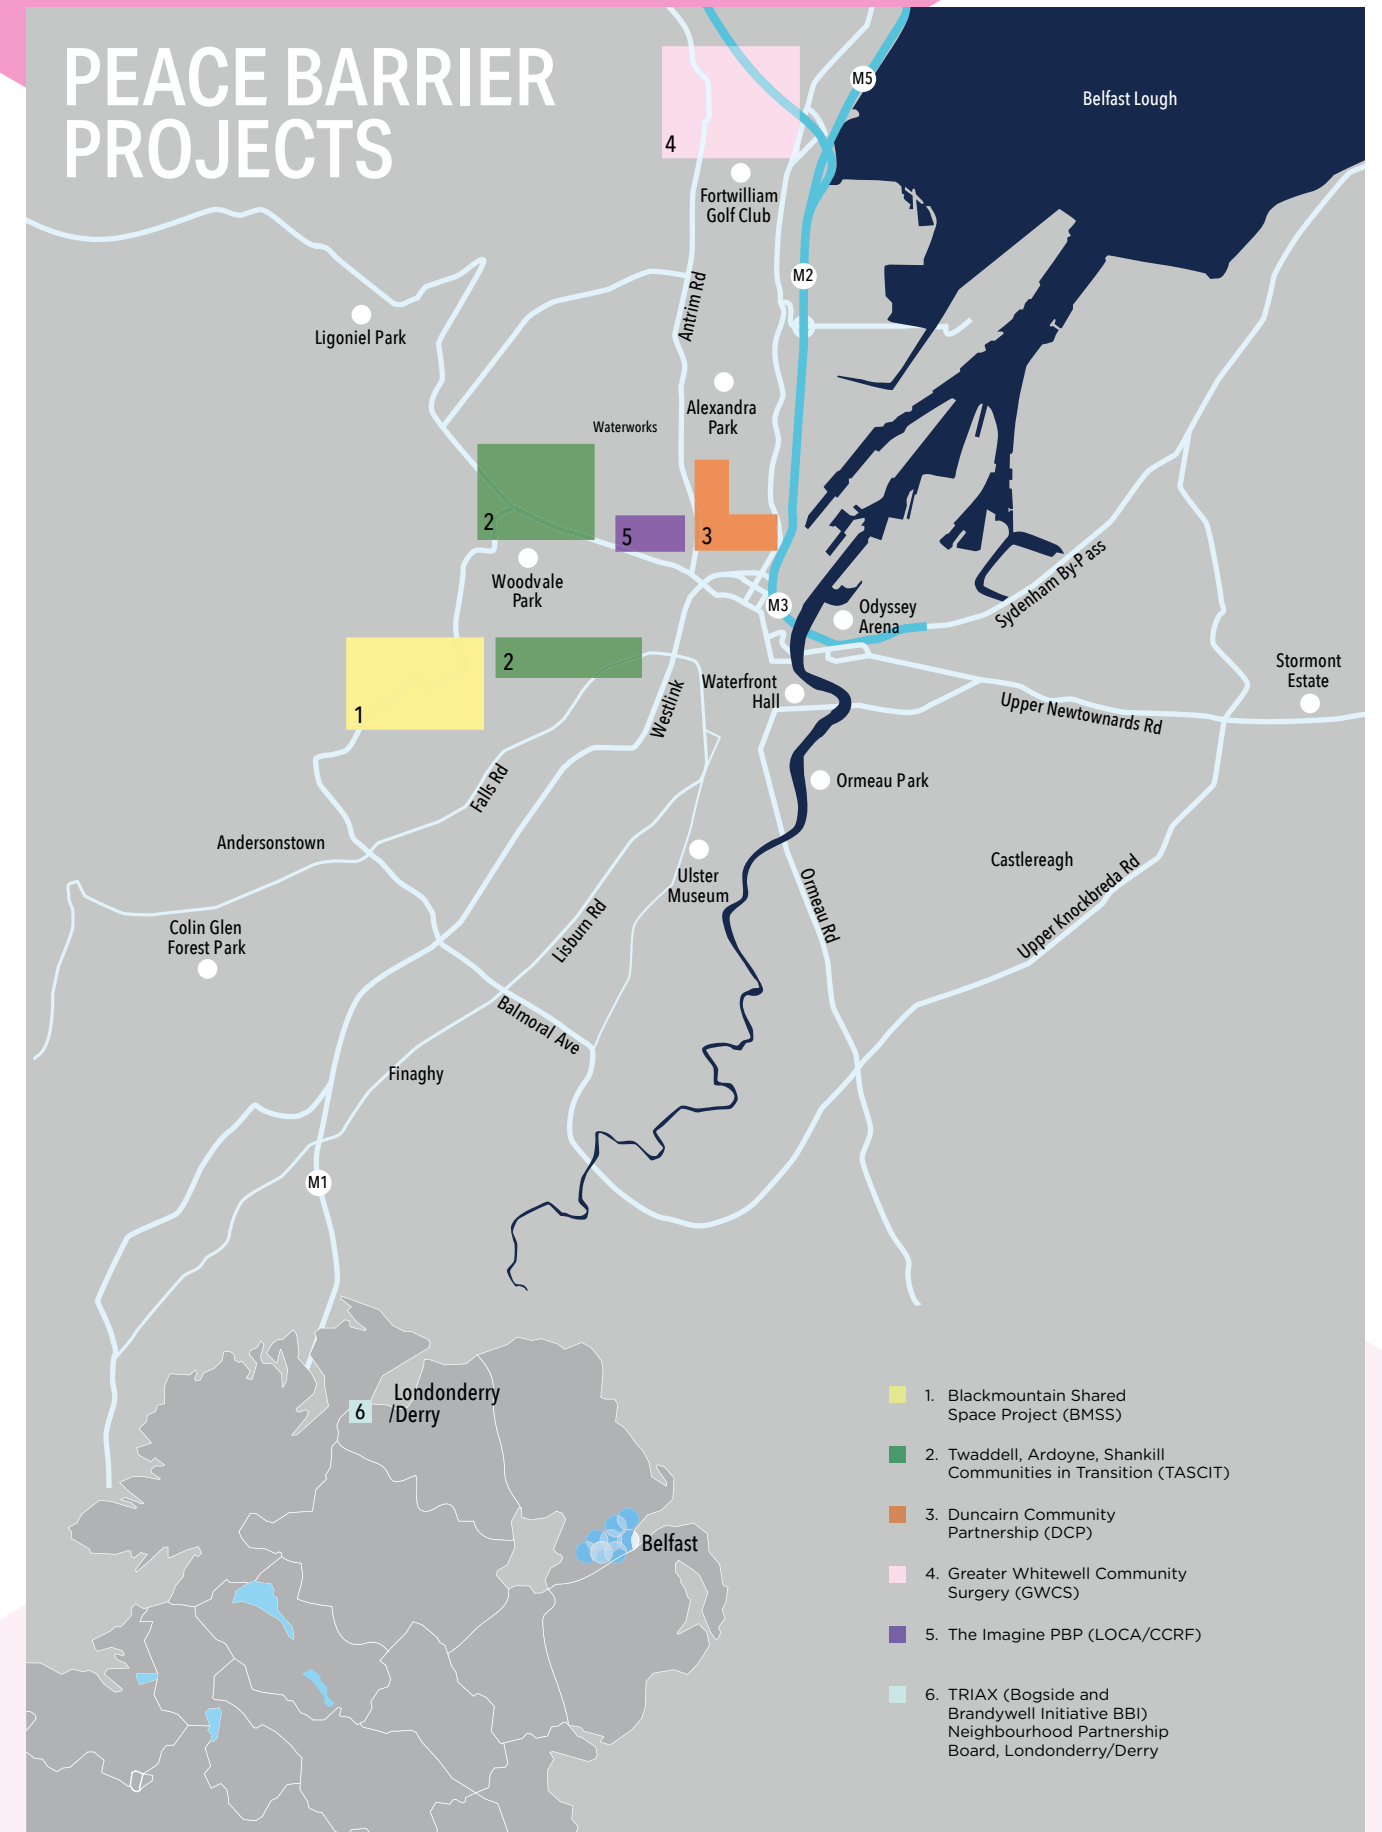 PEACE BARRIER
PROJECTS
M5
Belfast Lough
4
Fortwilliam
Golf Club
M2
Antrim Rd
Ligoniel Park
Alexandra
Park
Waterworks
2
5
3
Woodvale
Park
M3
Odyssey
Arena
Sydenham By-Pass
2
1
Westlink
Waterfront
Hall
Stormont
Estate
Upper Newtownards Rd
Falls Rd
Ormeau Park
Andersonstown
Ulster
Museum
Castlereagh
Ormeau Rd
Upper Knockbreda Rd
Colin Glen
Forest Park
Lisburn Rd
Balmoral Ave
Finaghy
M1
6
Londonderry
/Derry
Belfast
1. Blackmountain Shared
Space Project (BMSS)
2. Twaddell, Ardoyne, Shankill
Communities in Transition (TASCIT)
3. Duncairn Community
Partnership (DCP)
4. Greater Whitewell Community
Surgery (GWCS)
5. The Imagine PBP (LOCA/CCRF)
6. TRIAX (Bogside and
Brandywell Initiative BBI)
Neighbourhood Partnership
Board, Londonderry/Derry